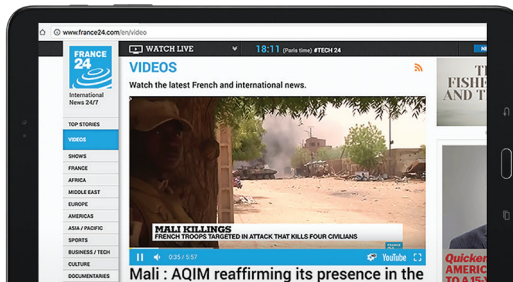 www.france24.com/en/video
WATCH LIVE
18:11 (Paris time) #TECH 24
FRANCE
24
International
News 24/7
TOP STORIES
VIDEOS
SHOWS
FRANCE
AFRICA
MIDDLE EAST
EUROPE
AMERICAS
ASIA / PACIFIC
SPORTS
BUSINESS / TECH
CULTURE
DOCUMENTARIES
VIDEOS
Watch the latest French and international news.
MALI KILLINGS
FRENCH TROOPS TARGETED IN ATTACK THAT KILLS FOUR CIVILIANS
FRANCE
24
0:35 / 5:57
YouTube
Mali : AQIM reaffirming its presence in the
FISHE
AND T
Quicken
AMERIC
TO A 15-Y